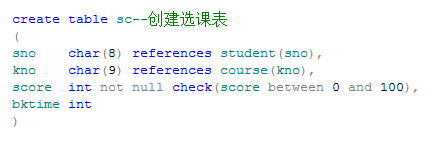 create table sc--创建选课表
(
sno    char(8) references student(sno),
kno    char(9) references course(kno),
score  int not null check(score between 0 and 100),
bktime int
)